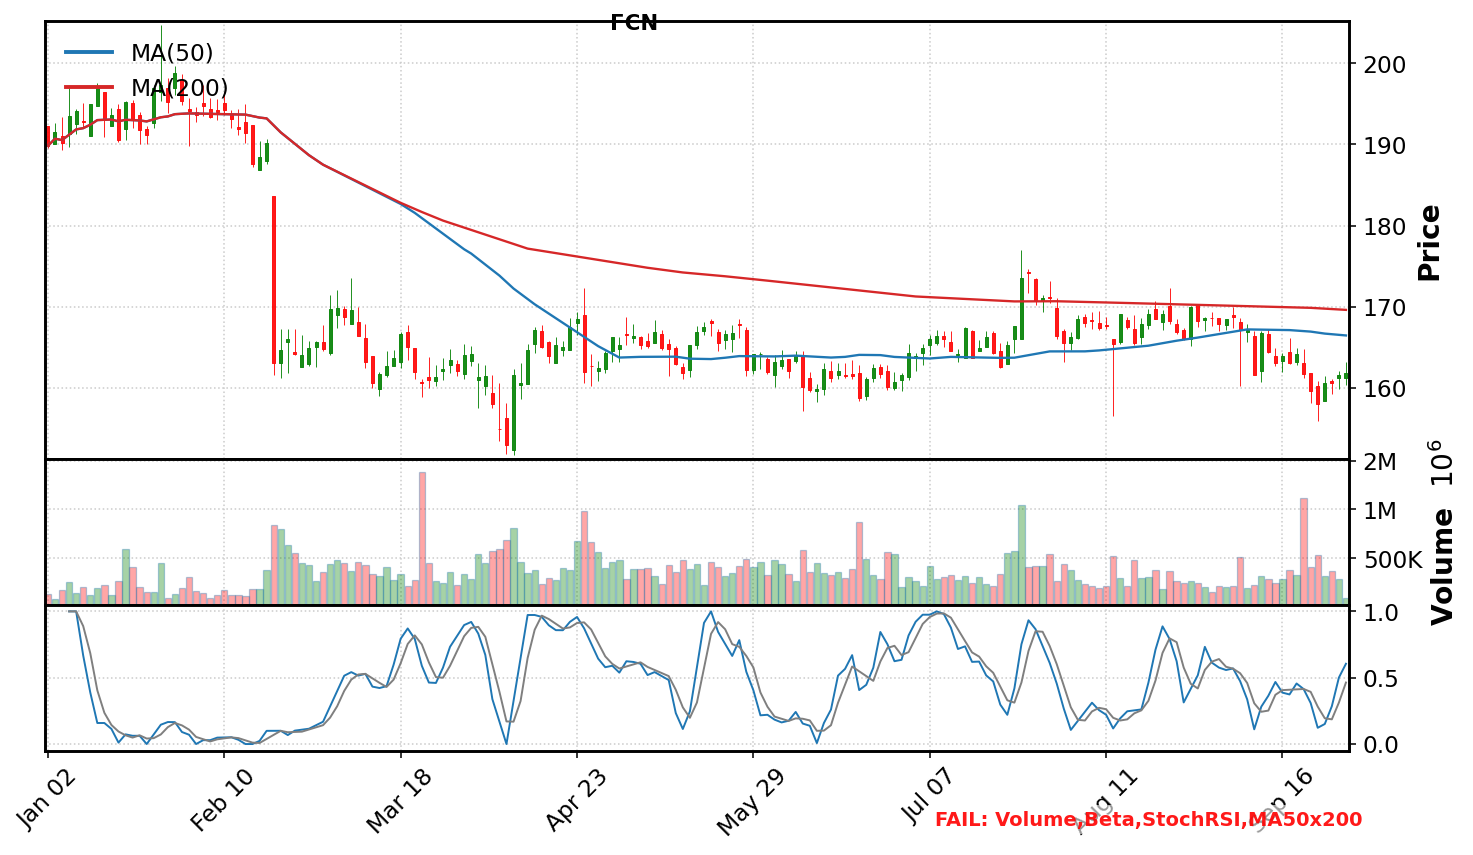 FCN
MA(50)
MA(200)
200
190
180
170
160
Price
2M
1M
500K
Volume 10⁶
1.0
0.5
0.0
Jan 02
Feb 10
Mar 18
Apr 23
May 29
Jul 07
Aug 11
Sep 16
FAIL: Volume,Beta,StochRSI,MA50x200